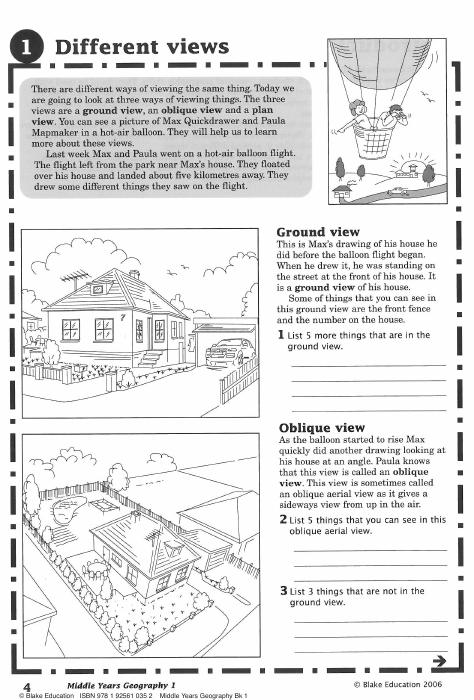 1 Different views
There are different ways of viewing the same thing. Today we
are going to look at three ways of viewing things. The three
views are a ground view, an oblique view and a plan
view. You can see a picture of Max Quickdrawer and Paula
Mapmaker in a hot-air balloon. They will help us to learn
more about these views.
Last week Max and Paula went on a hot-air balloon flight.
The flight left from the park near Max's house. They floated
over his house and landed about five kilometres away. They
drew some different things they saw on the flight.
Ground view
This is Max's drawing of his house he
did before the balloon flight began.
When he drew it, he was standing on
the street at the front of his house. It
is a ground view of his house.
Some of things that you can see in
this ground view are the front fence
and the number on the house.
1 List 5 more things that are in the
ground view.
7
Oblique view
As the balloon started to rise Max
quickly did another drawing looking at
his house at an angle. Paula knows
that this view is called an oblique
view. This view is sometimes called
an oblique aerial view as it gives a
sideways view from up in the air.
2 List 5 things that you can see in this
oblique aerial view.
3 List 3 things that are not in the
ground view.
4 Middle Years Geography 1 © Blake Education 2006
© Blake Education ISBN 978 1 92561 035 2 Middle Years Geography Bk 1